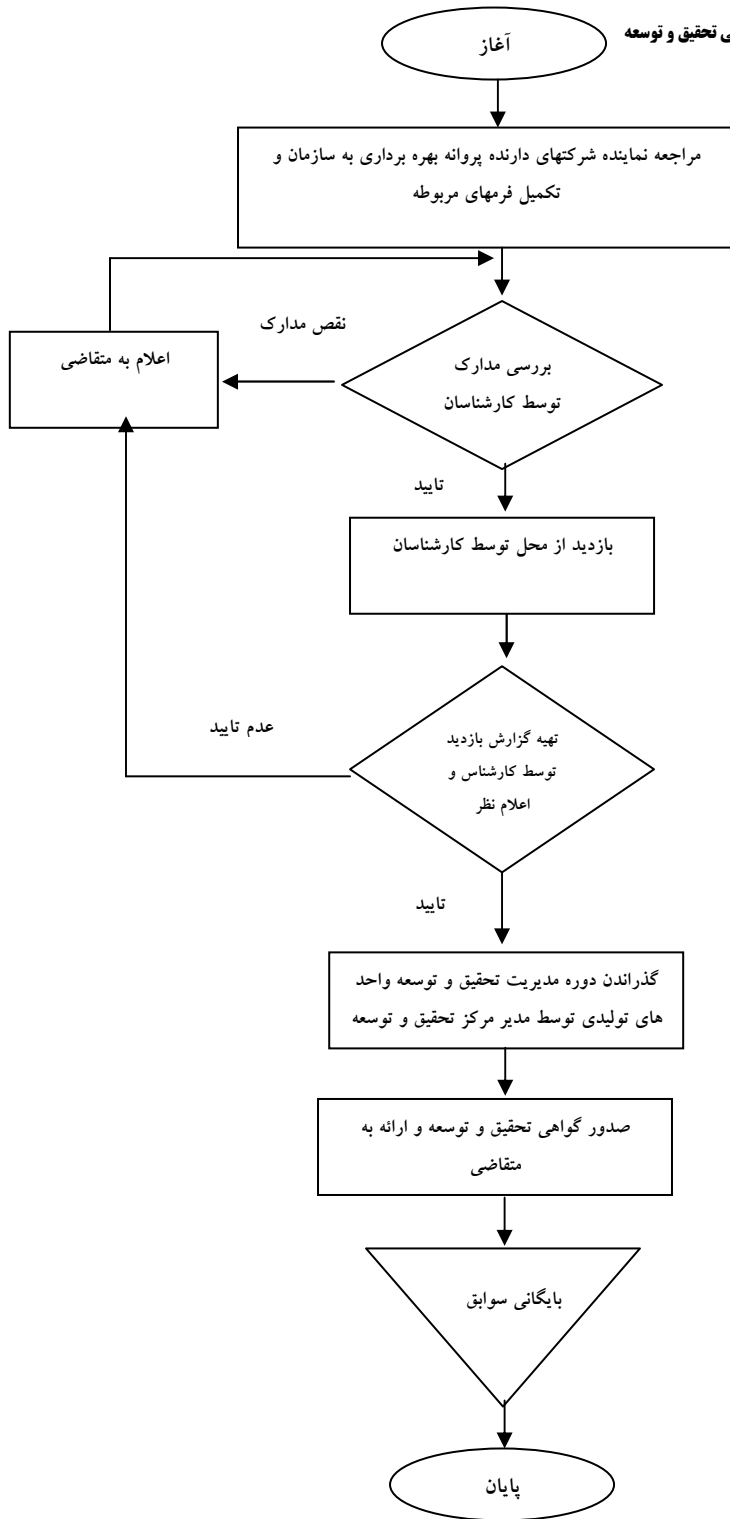 تحقیق و توسعه
آغاز
مراجعه نماینده شرکتهای دارنده پروانه بهره برداری به سازمان و
تکمیل فرمهای مربوطه
نقص مدارک
اعلام به متقاضی
بررسی مدارک
توسط کارشناسان
تایید
بازدید از محل توسط کارشناسان
عدم تایید
تهیه گزارش بازدید
توسط کارشناس و
اعلام نظر
تایید
گذراندن دوره مدیریت تحقیق و توسعه واحد
های تولیدی توسط مدیر مرکز تحقیق و توسعه
صدور گواهی تحقیق و توسعه و ارائه به
متقاضی
بایگانی سوابق
پایان